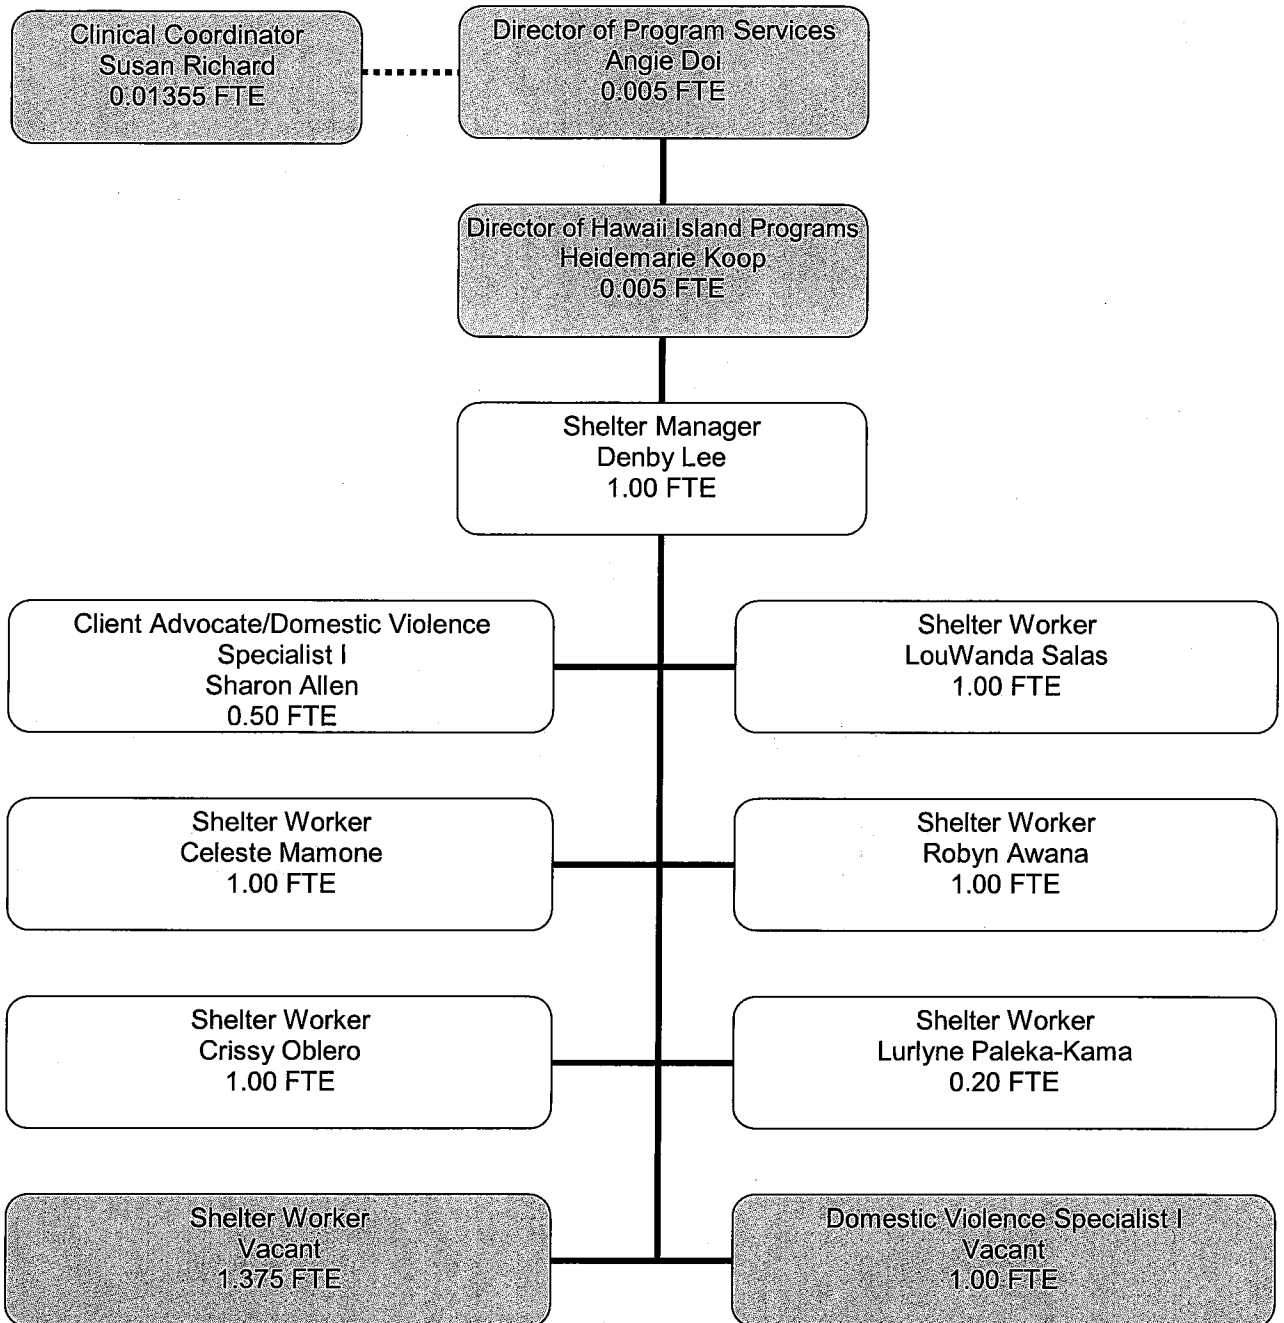 Clinical Coordinator
Susan Richard
0.01355 FTE
Director of Program Services
Angie Doi
0.005 FTE
Director of Hawaii Island Programs
Heidemarie Koop
0.005 FTE
Shelter Manager
Denby Lee
1.00 FTE
Client Advocate/Domestic Violence
Specialist I
Sharon Allen
0.50 FTE
Shelter Worker
LouWanda Salas
1.00 FTE
Shelter Worker
Celeste Mamone
1.00 FTE
Shelter Worker
Robyn Awana
1.00 FTE
Shelter Worker
Crissy Oblero
1.00 FTE
Shelter Worker
Lurlyne Paleka-Kama
0.20 FTE
Shelter Worker
Vacant
1.375 FTE
Domestic Violence Specialist I
Vacant
1.00 FTE